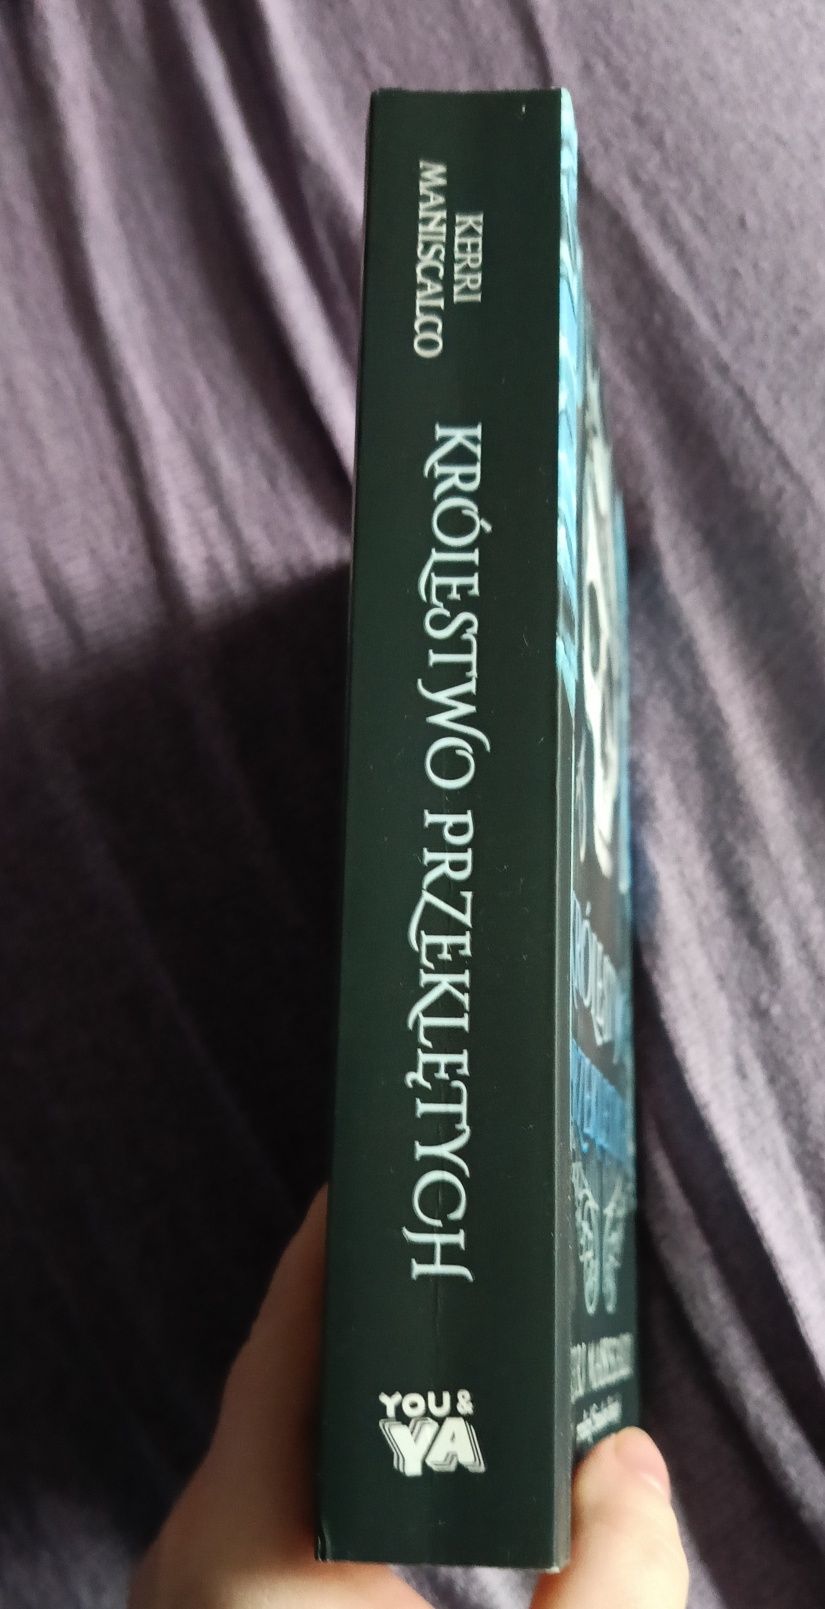 KERRI
MANISCALCO
KRÓLESTWO PRZEKLĘTYCH
YOU &
YA